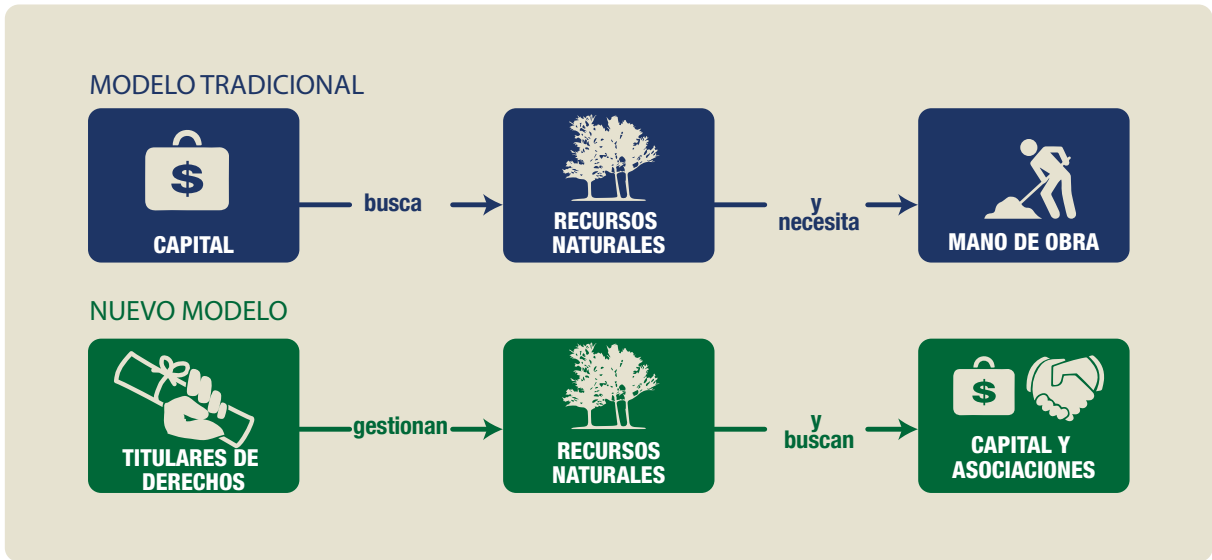 MODELO TRADICIONAL
$
CAPITAL
busca
RECURSOS
NATURALES
y
necesita
MANO DE OBRA
NUEVO MODELO
TITULARES DE
DERECHOS
gestionan
RECURSOS
NATURALES
y
buscan
$
CAPITAL Y
ASOCIACIONES